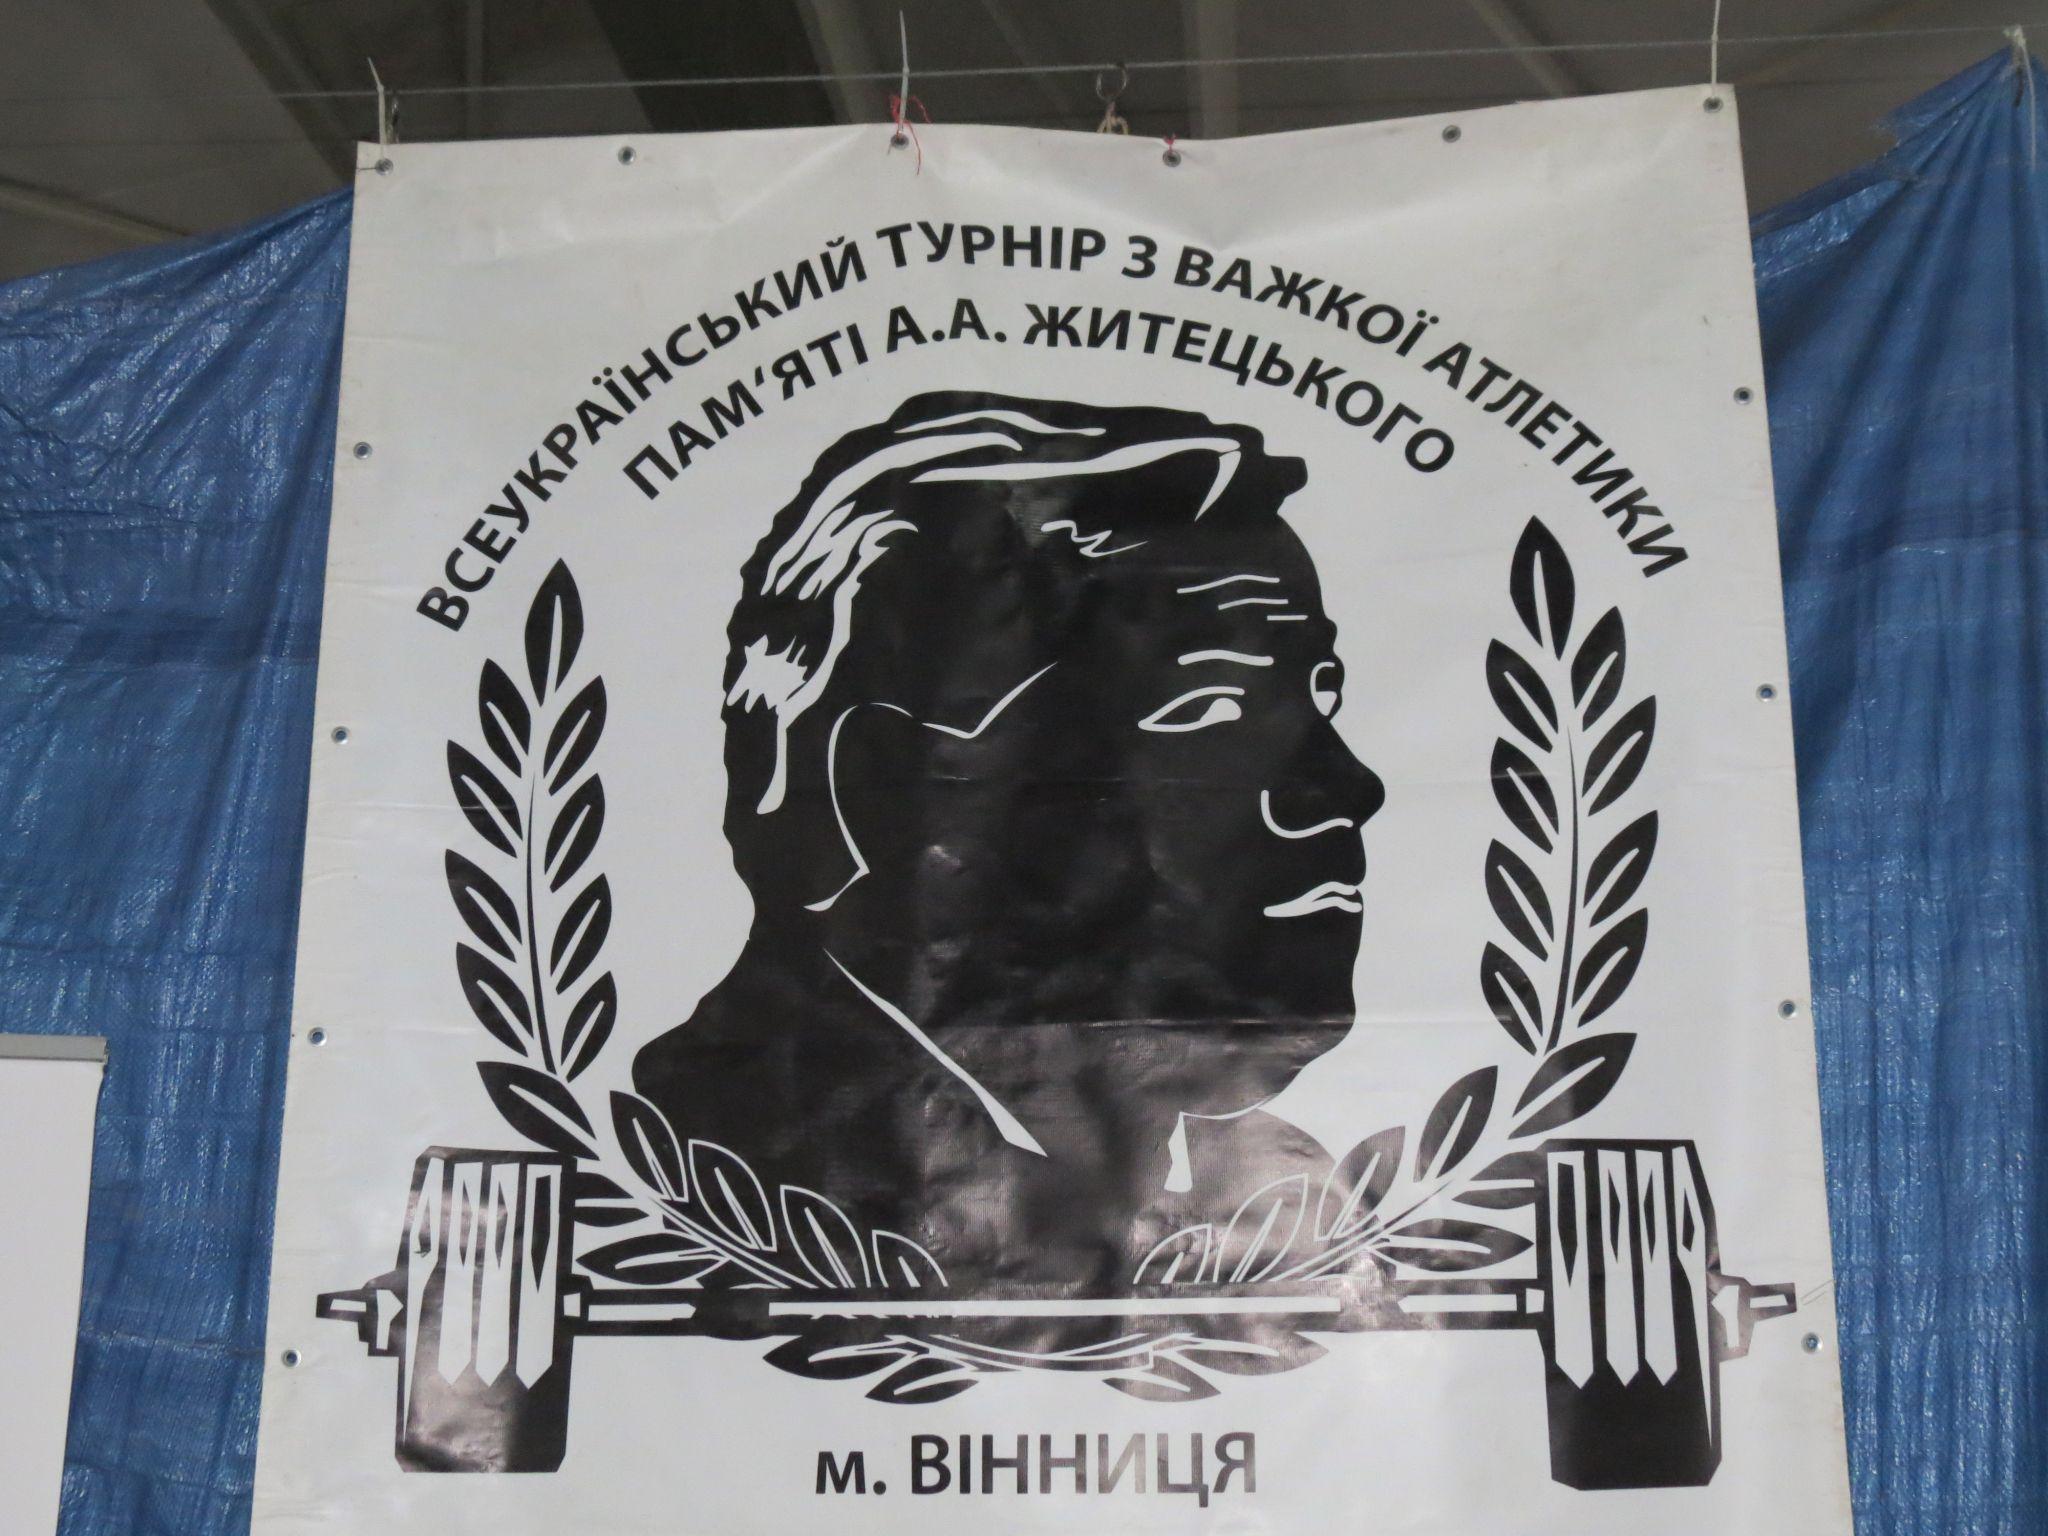 ВСЕУКРАЇНСЬКИЙ ТУРНІР З ВАЖКОЇ АТЛЕТИКИ
ПАМ‘ЯТІ А.А. ЖИТЕЦЬКОГО
м. ВІННИЦЯ